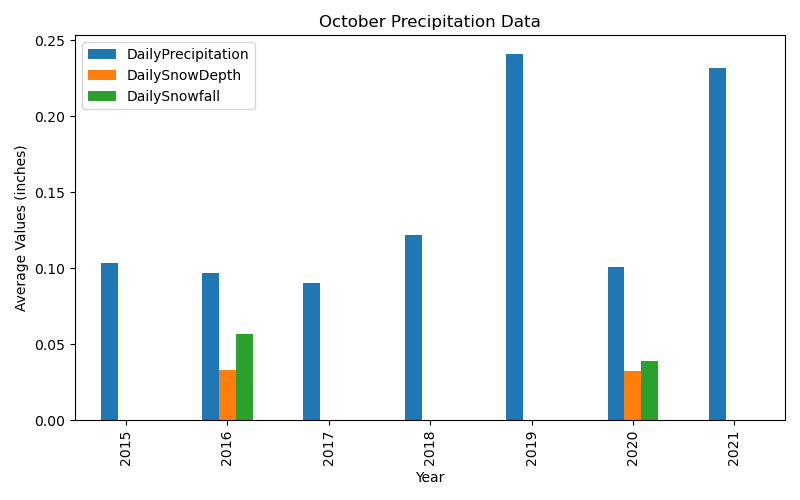 October Precipitation Data
DailyPrecipitation
DailySnowDepth
DailySnowfall
Average Values (inches)
0.25
0.20
0.15
0.10
0.05
0.00
2015
2016
2017
2018
2019
2020
2021
Year